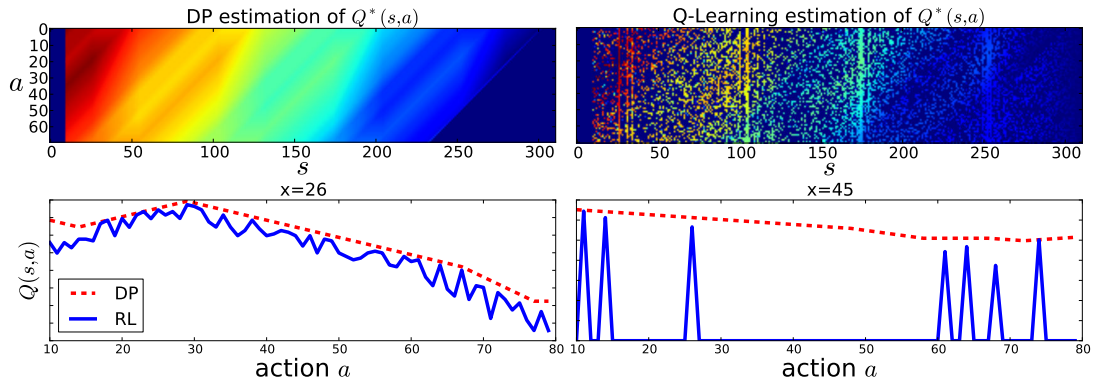 DP estimation of Q*(s,a)
Q-Learning estimation of Q*(s,a)
0
10
20
30
40
50
60
a
0 50 100 150 200 250 300
s
0 50 100 150 200 250 300
s
x=26
x=45
Q(s,a)
DP
RL
10 20 30 40 50 60 70 80
action a
10 20 30 40 50 60 70 80
action a